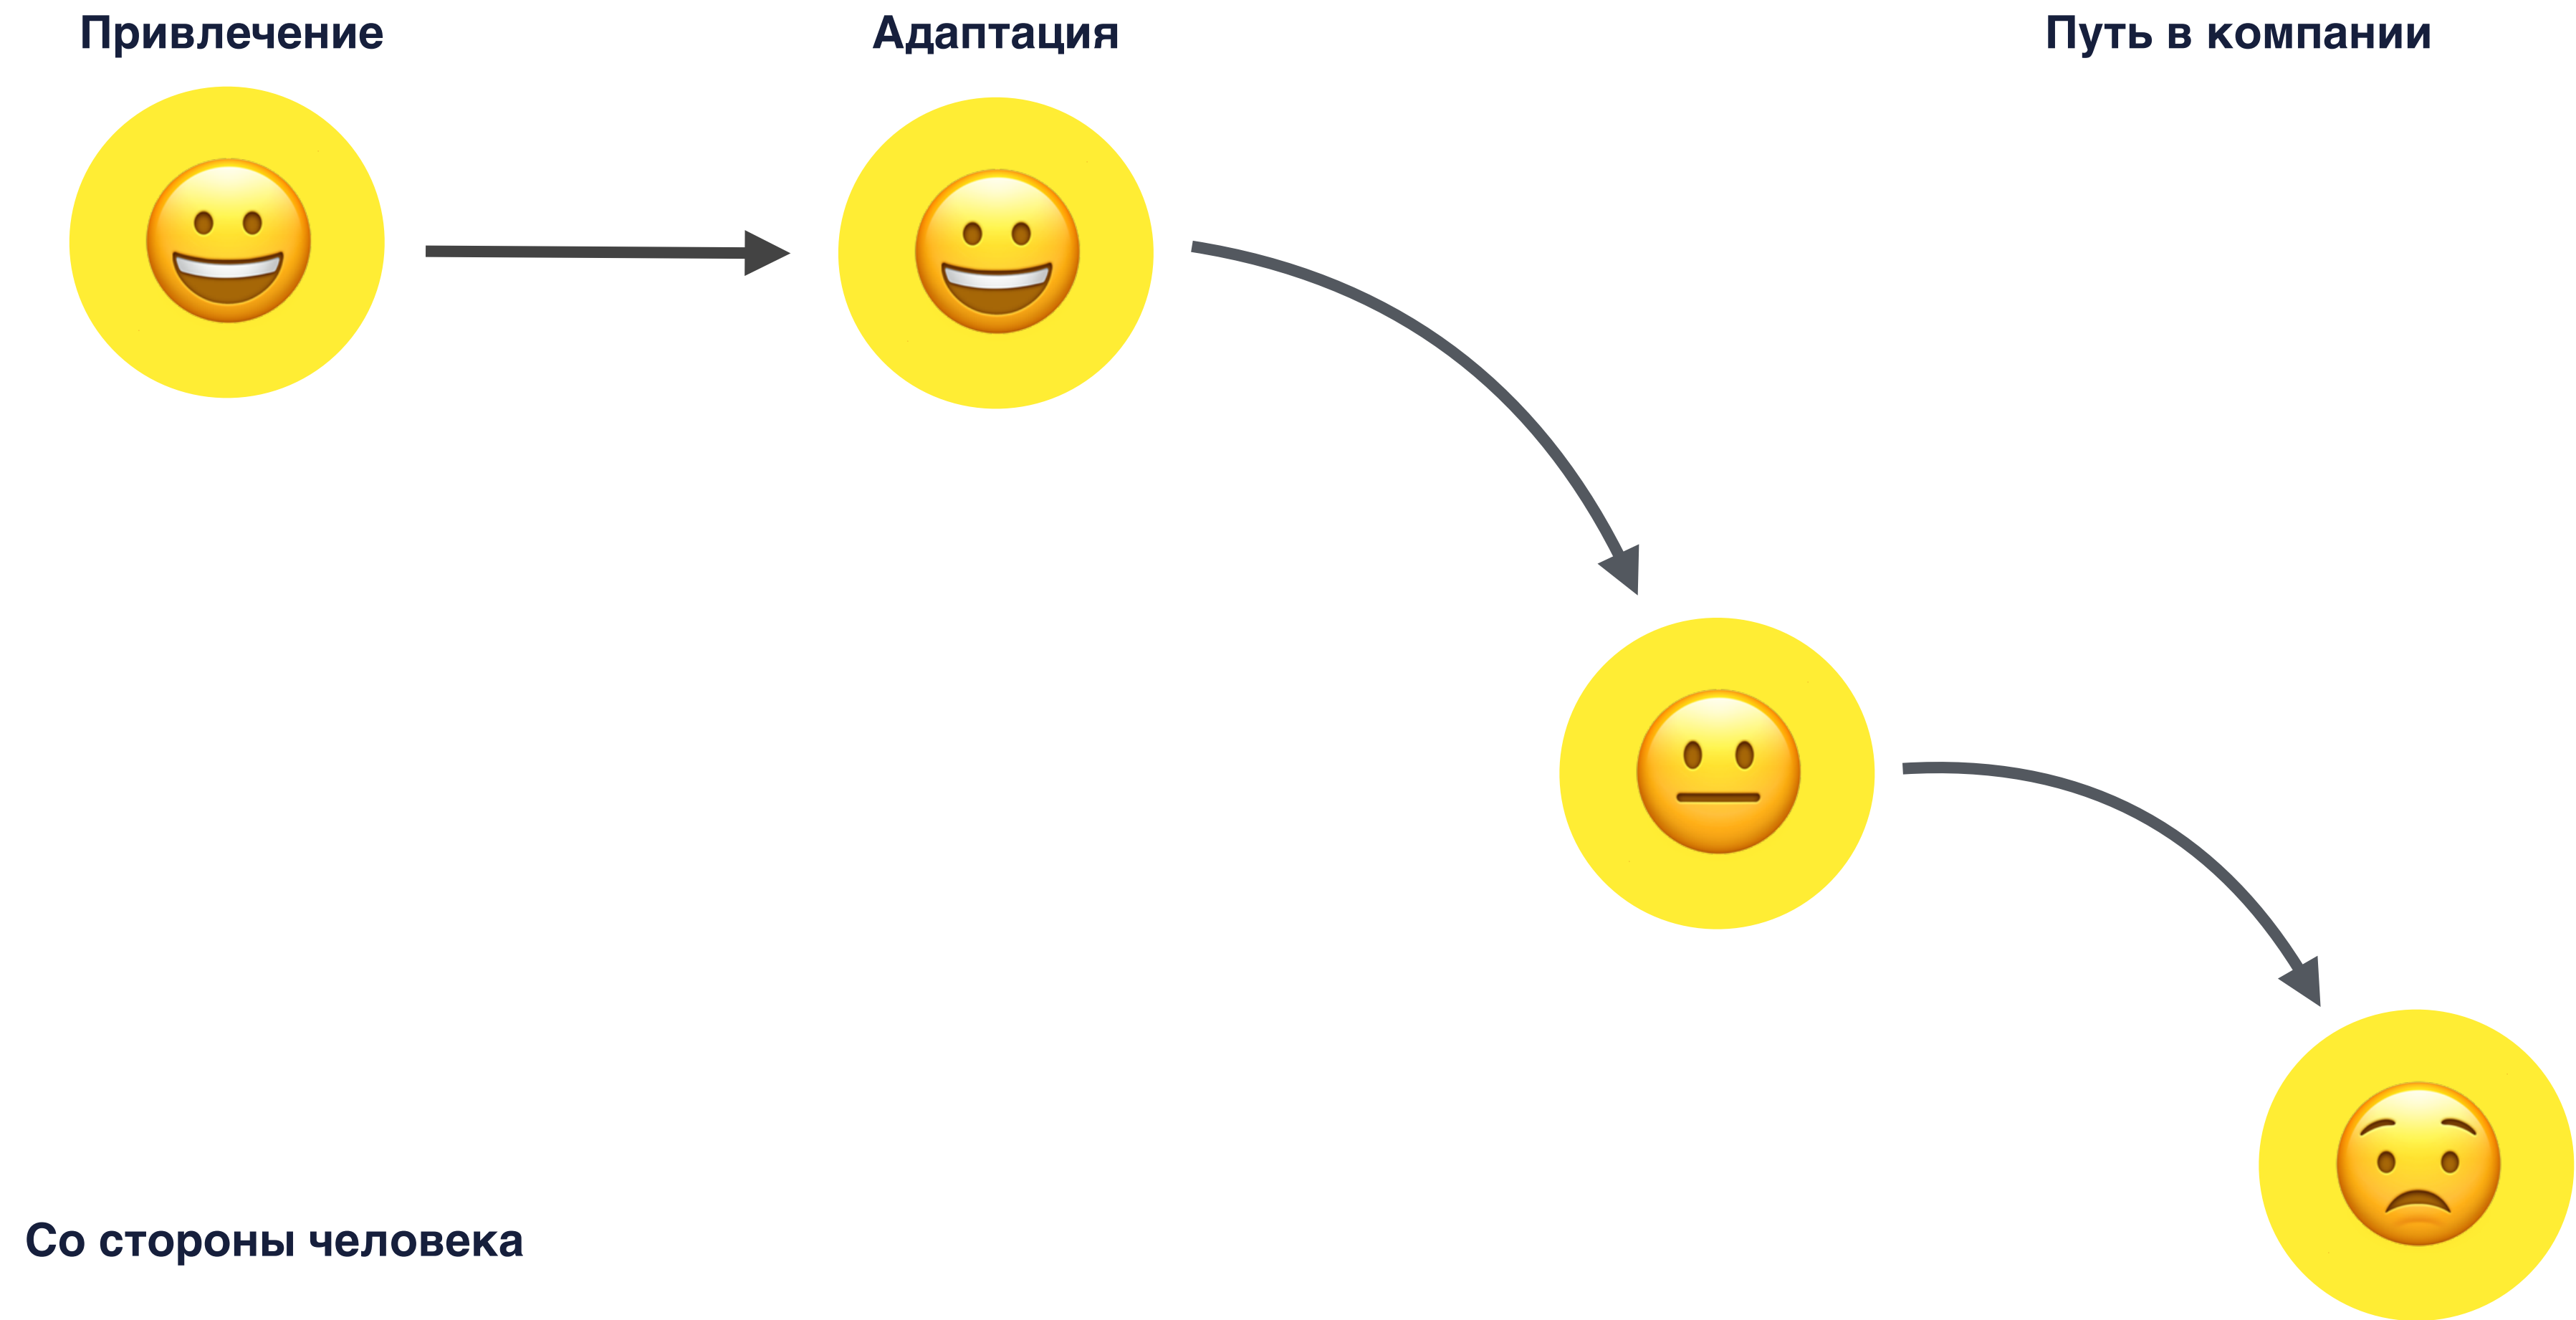 Привлечение
Адаптация
Путь в компании
Со стороны человека